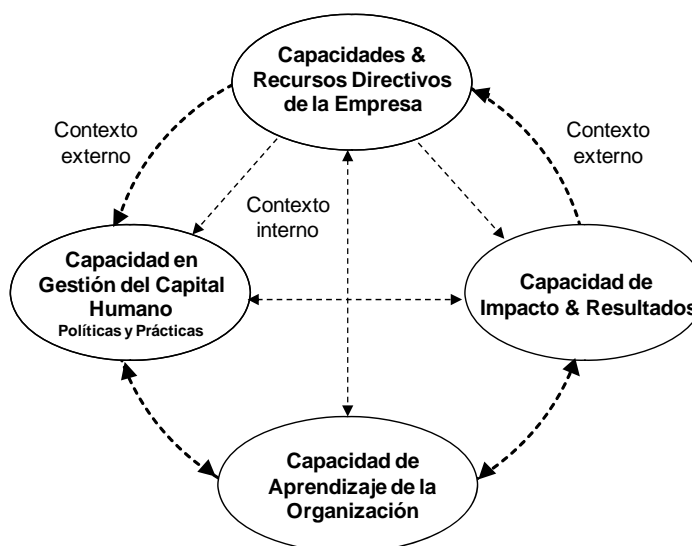 Capacidades &
Recursos Directivos
de la Empresa
Contexto
externo
Contexto
externo
Contexto
interno
Capacidad en
Gestión del Capital
Humano
Políticas y Prácticas
Capacidad de
Impacto & Resultados
Capacidad de
Aprendizaje de la
Organización